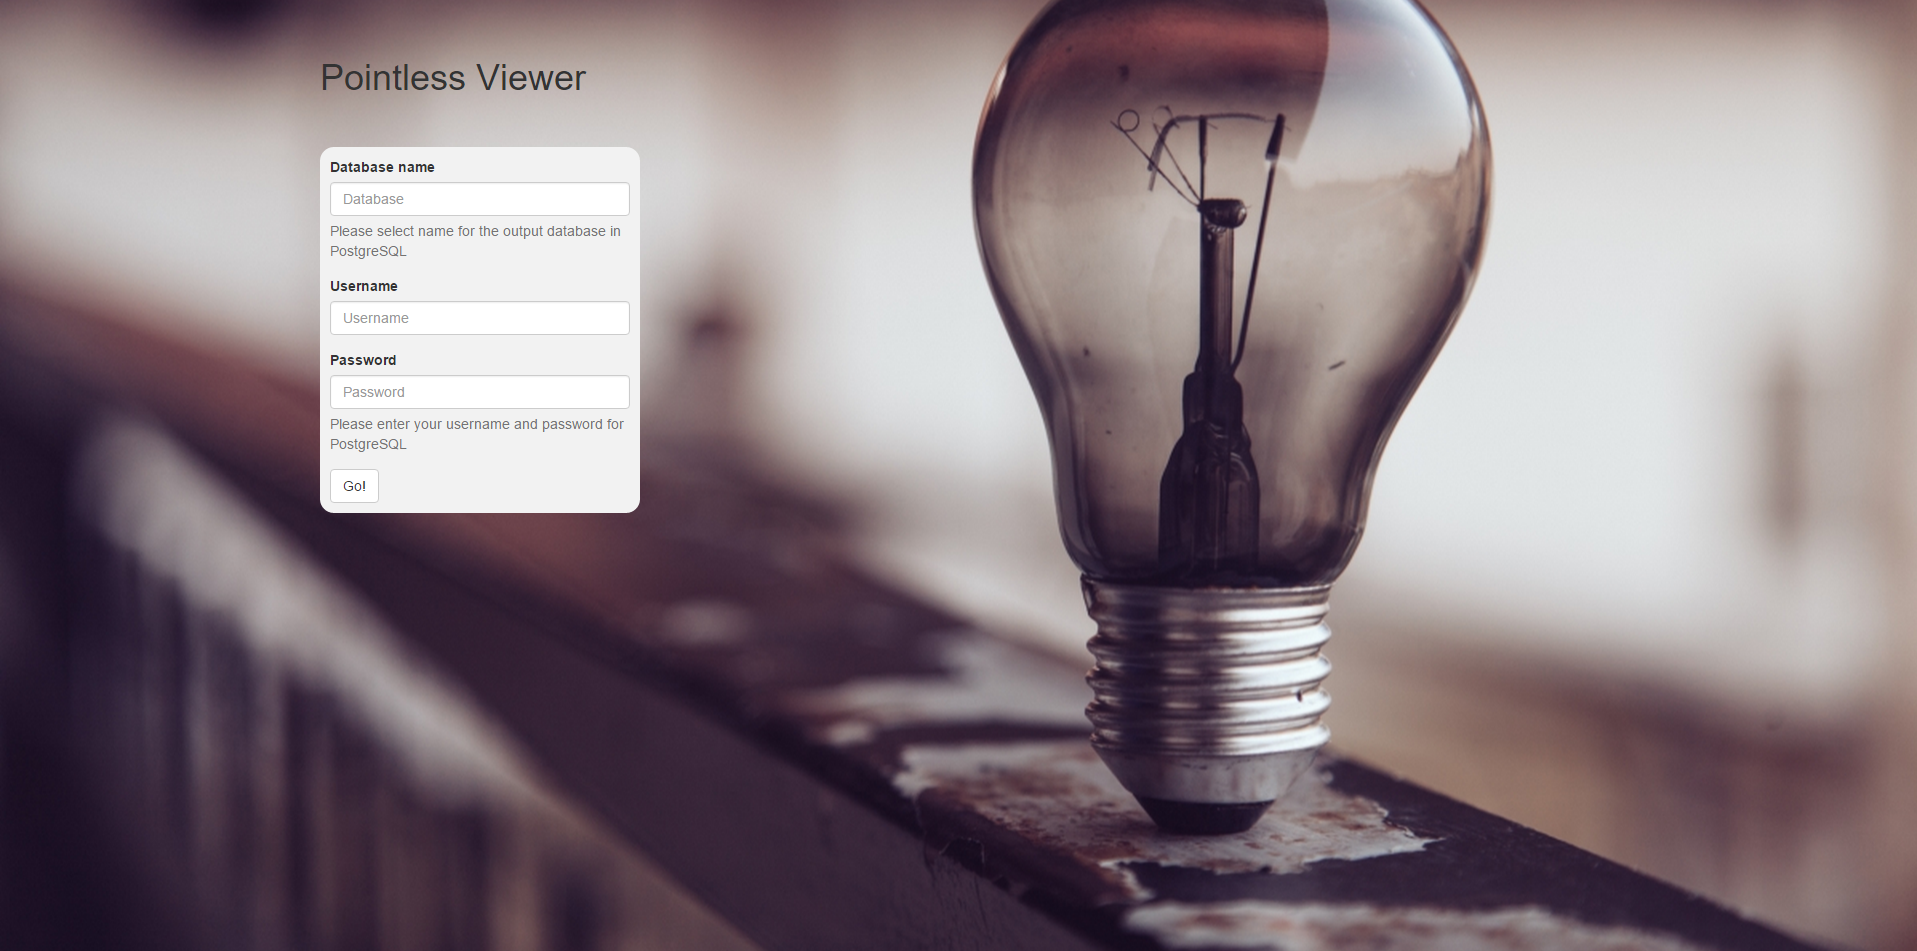 Pointless Viewer
Database name
Database
Please select name for the output database in
PostgreSQL
Username
Username
Password
Password
Please enter your username and password for
PostgreSQL
Go!